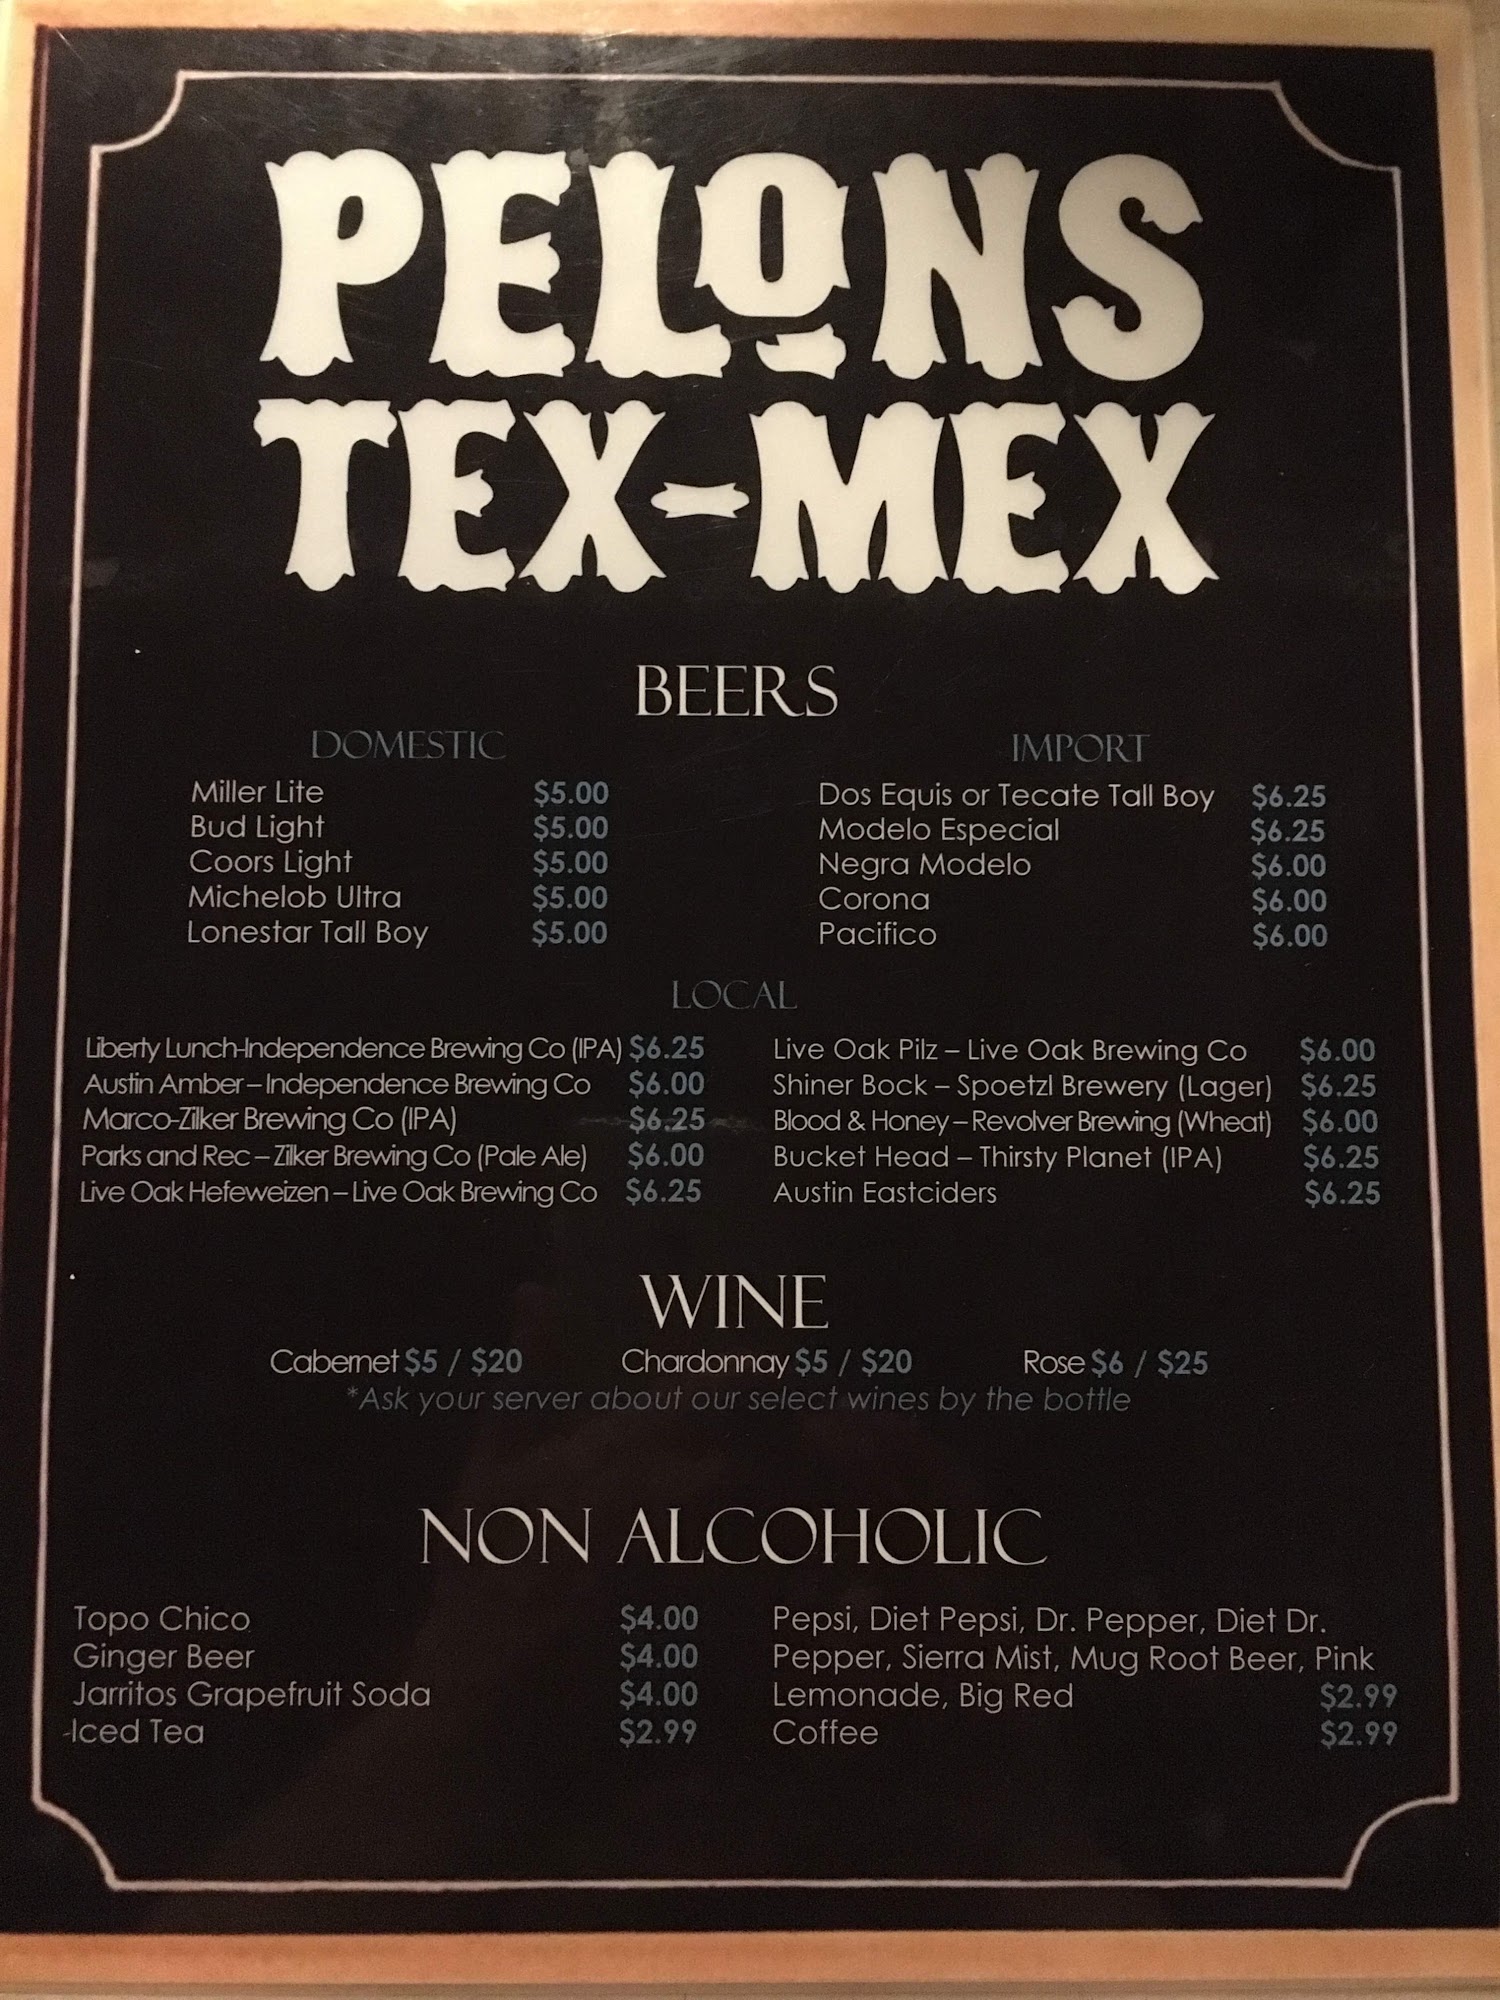 PELONS
TEX-MEX
BEERS
DOMESTIC
Miller Lite $5.00
Bud Light $5.00
Coors Light $5.00
Michelob Ultra $5.00
Lonestar Tall Boy $5.00
IMPORT
Dos Equis or Tecate Tall Boy $6.25
Modelo Especial $6.25
Negra Modelo $6.00
Corona $6.00
Pacifico $6.00
LOCAL
Liberty Lunch-Independence Brewing Co (IPA) $6.25
Austin Amber – Independence Brewing Co $6.00
Marco-Zilker Brewing Co (IPA) $6.25
Parks and Rec – Zilker Brewing Co (Pale Ale) $6.00
Live Oak Hefeweizen – Live Oak Brewing Co $6.25
Live Oak Pilz – Live Oak Brewing Co $6.00
Shiner Bock – Spoetzl Brewery (Lager) $6.25
Blood & Honey – Revolver Brewing (Wheat) $6.00
Bucket Head – Thirsty Planet (IPA) $6.25
Austin Eastciders $6.25
WINE
Cabernet $5 / $20 Chardonnay $5 / $20 Rose $6 / $25
*Ask your server about our select wines by the bottle
NON ALCOHOLIC
Topo Chico $4.00
Ginger Beer $4.00
Jarritos Grapefruit Soda $4.00
Iced Tea $2.99
Pepsi, Diet Pepsi, Dr. Pepper, Diet Dr.
Pepper, Sierra Mist, Mug Root Beer, Pink
Lemonade, Big Red $2.99
Coffee $2.99